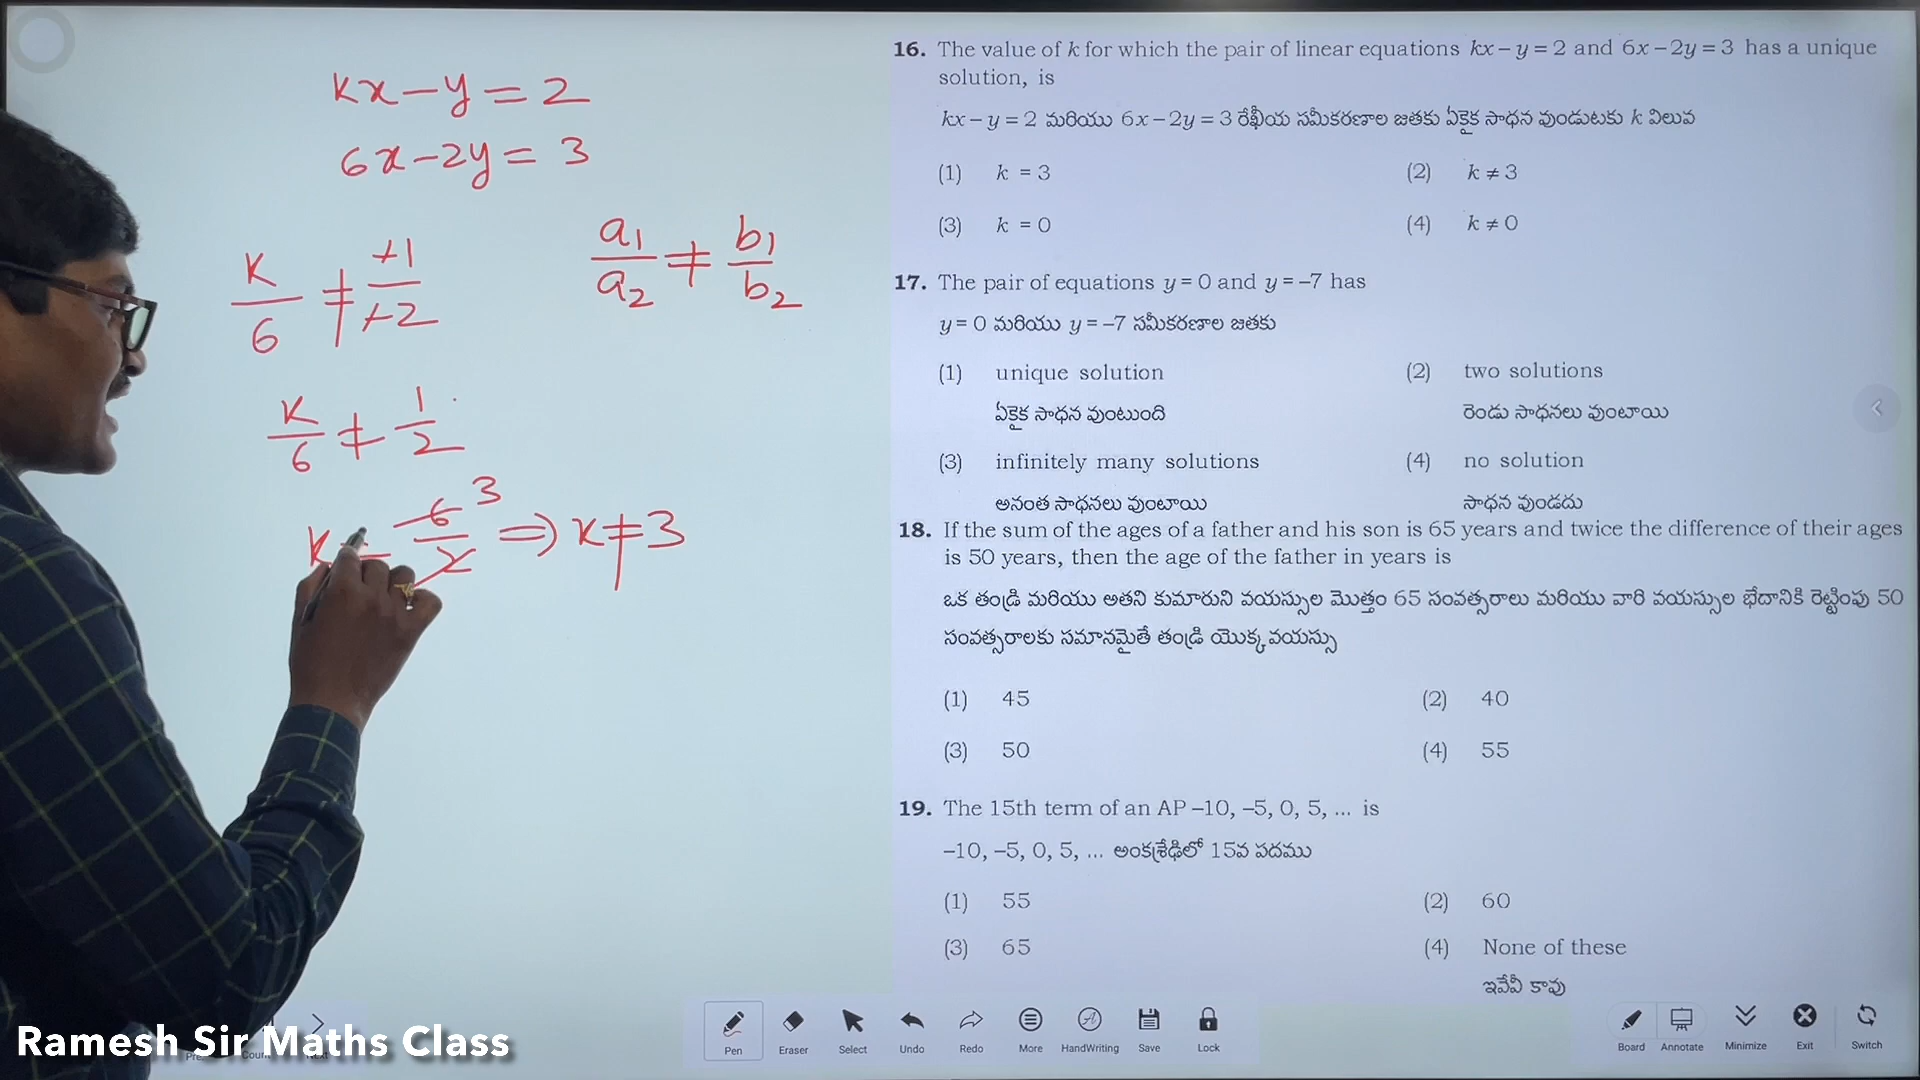 kx – y = 2
6x – 2y = 3
a1/a2 ≠ b1/b2
k/6 ≠ +1/+2
k/6 ≠ 1/2
k ≠ 6/2 3 ⇒ k ≠ 3
16. The value of k for which the pair of linear equations kx – y = 2 and 6x – 2y = 3 has a unique
solution, is
kx – y = 2 మరియు 6x – 2y = 3 రేఖీయ సమీకరణాల జతకు ఏకైక సాధన వుండుటకు k విలువ
(1) k = 3 (2) k ≠ 3
(3) k = 0 (4) k ≠ 0
17. The pair of equations y = 0 and y = –7 has
y = 0 మరియు y = –7 సమీకరణాల జతకు
(1) unique solution (2) two solutions
ఏకైక సాధన వుంటుంది రెండు సాధనలు వుంటాయి
(3) infinitely many solutions (4) no solution
అనంత సాధనలు వుంటాయి సాధన వుండదు
18. If the sum of the ages of a father and his son is 65 years and twice the difference of their ages
is 50 years, then the age of the father in years is
ఒక తండ్రి మరియు అతని కుమారుని వయస్సుల మొత్తం 65 సంవత్సరాలు మరియు వారి వయస్సుల భేదానికి రెట్టింపు 50
సంవత్సరాలకు సమానమైతే తండ్రి యొక్క వయస్సు
(1) 45 (2) 40
(3) 50 (4) 55
19. The 15th term of an AP –10, –5, 0, 5, ... is
–10, –5, 0, 5, ... అంకశ్రేఢిలో 15వ పదము
(1) 55 (2) 60
(3) 65 (4) None of these
ఇవేవీ కావు
Pen Eraser Select Undo Redo More HandWriting Save Lock
Board Annotate Minimize Exit Switch
Ramesh Sir Maths Class